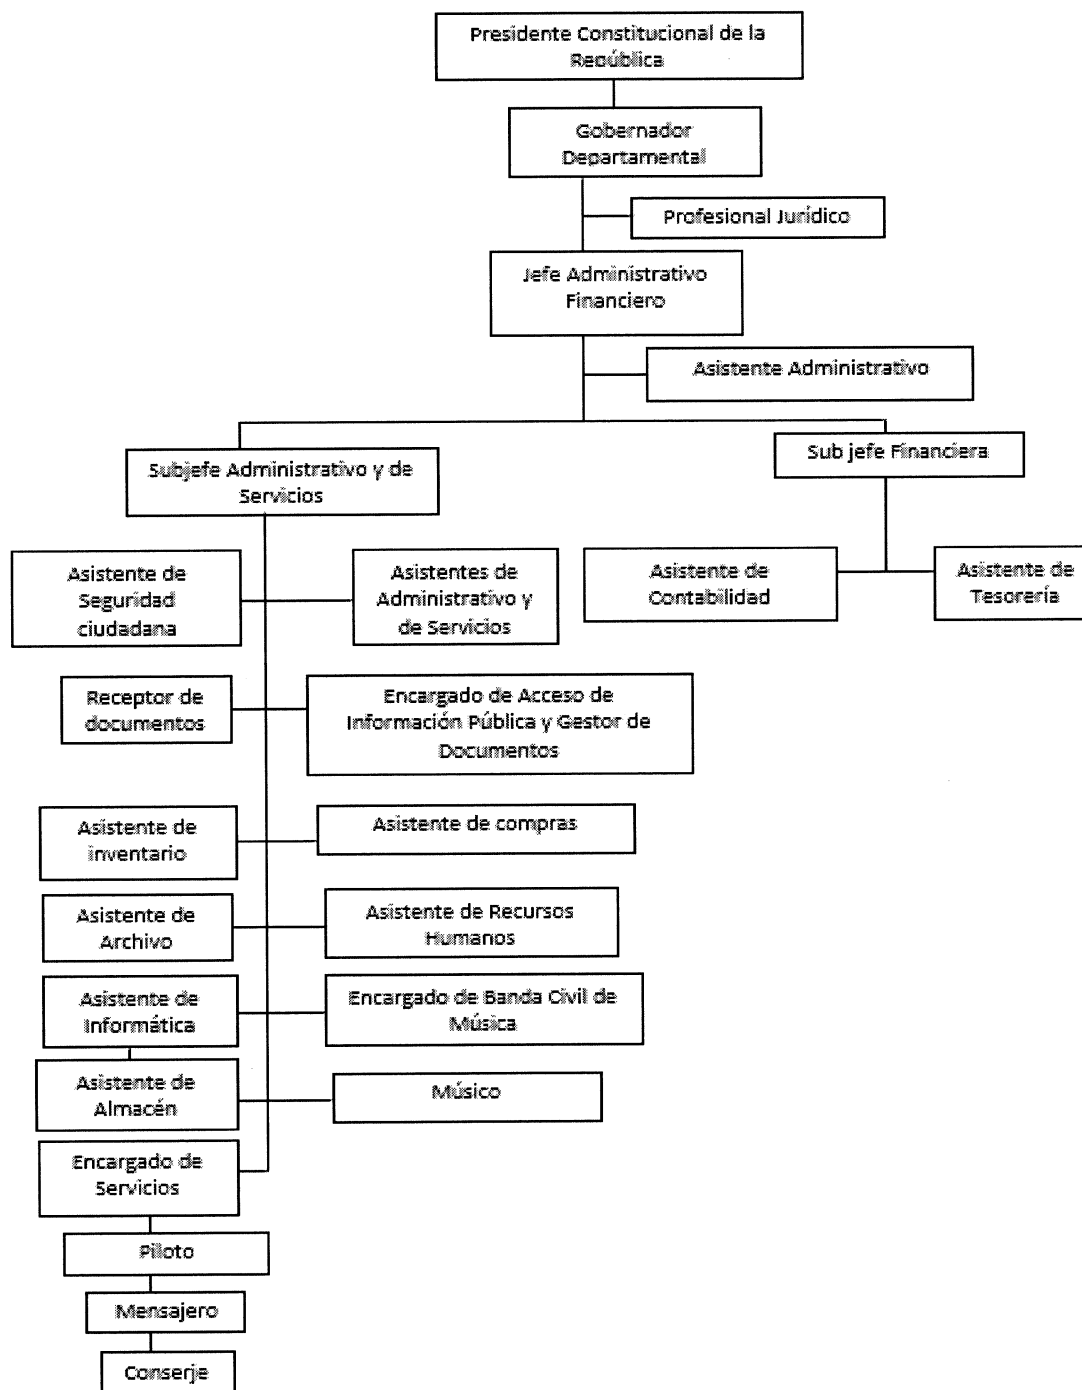 Presidente Constitucional de la
República
Gobernador
Departamental
Profesional Jurídico
Jefe Administrativo
Financiero
Asistente Administrativo
Subjefe Administrativo y de
Servicios
Sub jefe Financiera
Asistente de
Seguridad
ciudadana
Asistentes de
Administrativo y
de Servicios
Asistente de
Contabilidad
Asistente de
Tesorería
Receptor de
documentos
Encargado de Acceso de
Información Pública y Gestor de
Documentos
Asistente de
inventario
Asistente de compras
Asistente de
Archivo
Asistente de Recursos
Humanos
Asistente de
Informática
Encargado de Banda Civil de
Música
Asistente de
Almacén
Músico
Encargado de
Servicios
Piloto
Mensajero
Conserje